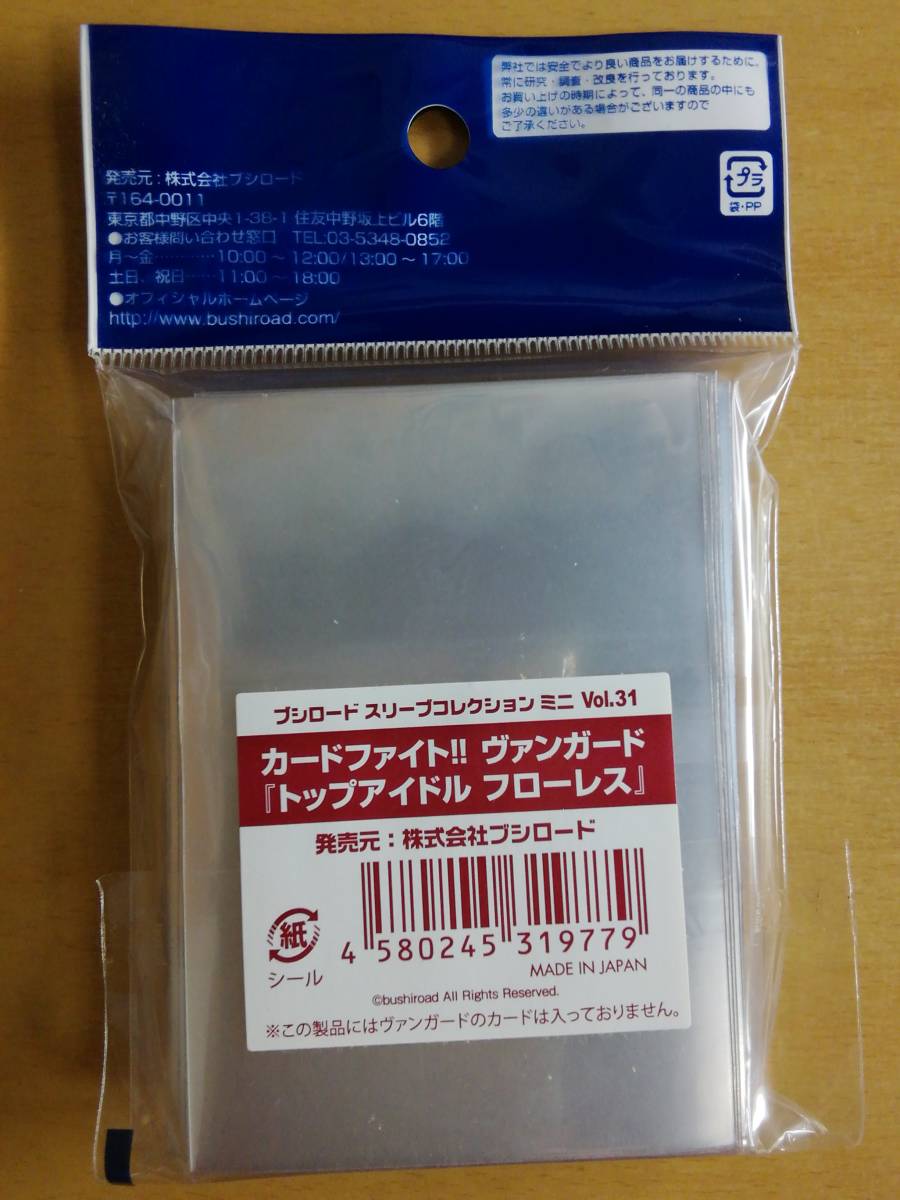 弊社では安全でより良い商品をお届けするために、
常に研究・調査・改良を行っております。
お買い上げの時期によって、同一の商品の中にも
多少の違いがある場合がございますので
ご了承ください。
プラ
袋・PP
発売元：株式会社ブシロード
〒164-0011
東京都中野区中央1-38-1 住友中野坂上ビル6階
●お客様問い合わせ窓口 TEL:03-5348-0852
月～金…………10:00 ～ 12:00/13:00 ～ 17:00
土日、祝日……11:00 ～ 18:00
●オフィシャルホームページ
http://www.bushiroad.com/
ブシロード スリーブコレクション ミニ Vol.31
カードファイト!! ヴァンガード
『トップアイドル フローレス』
発売元：株式会社ブシロード
紙
シール
4 580245 319779
MADE IN JAPAN
©bushiroad All Rights Reserved.
※この製品にはヴァンガードのカードは入っておりません。